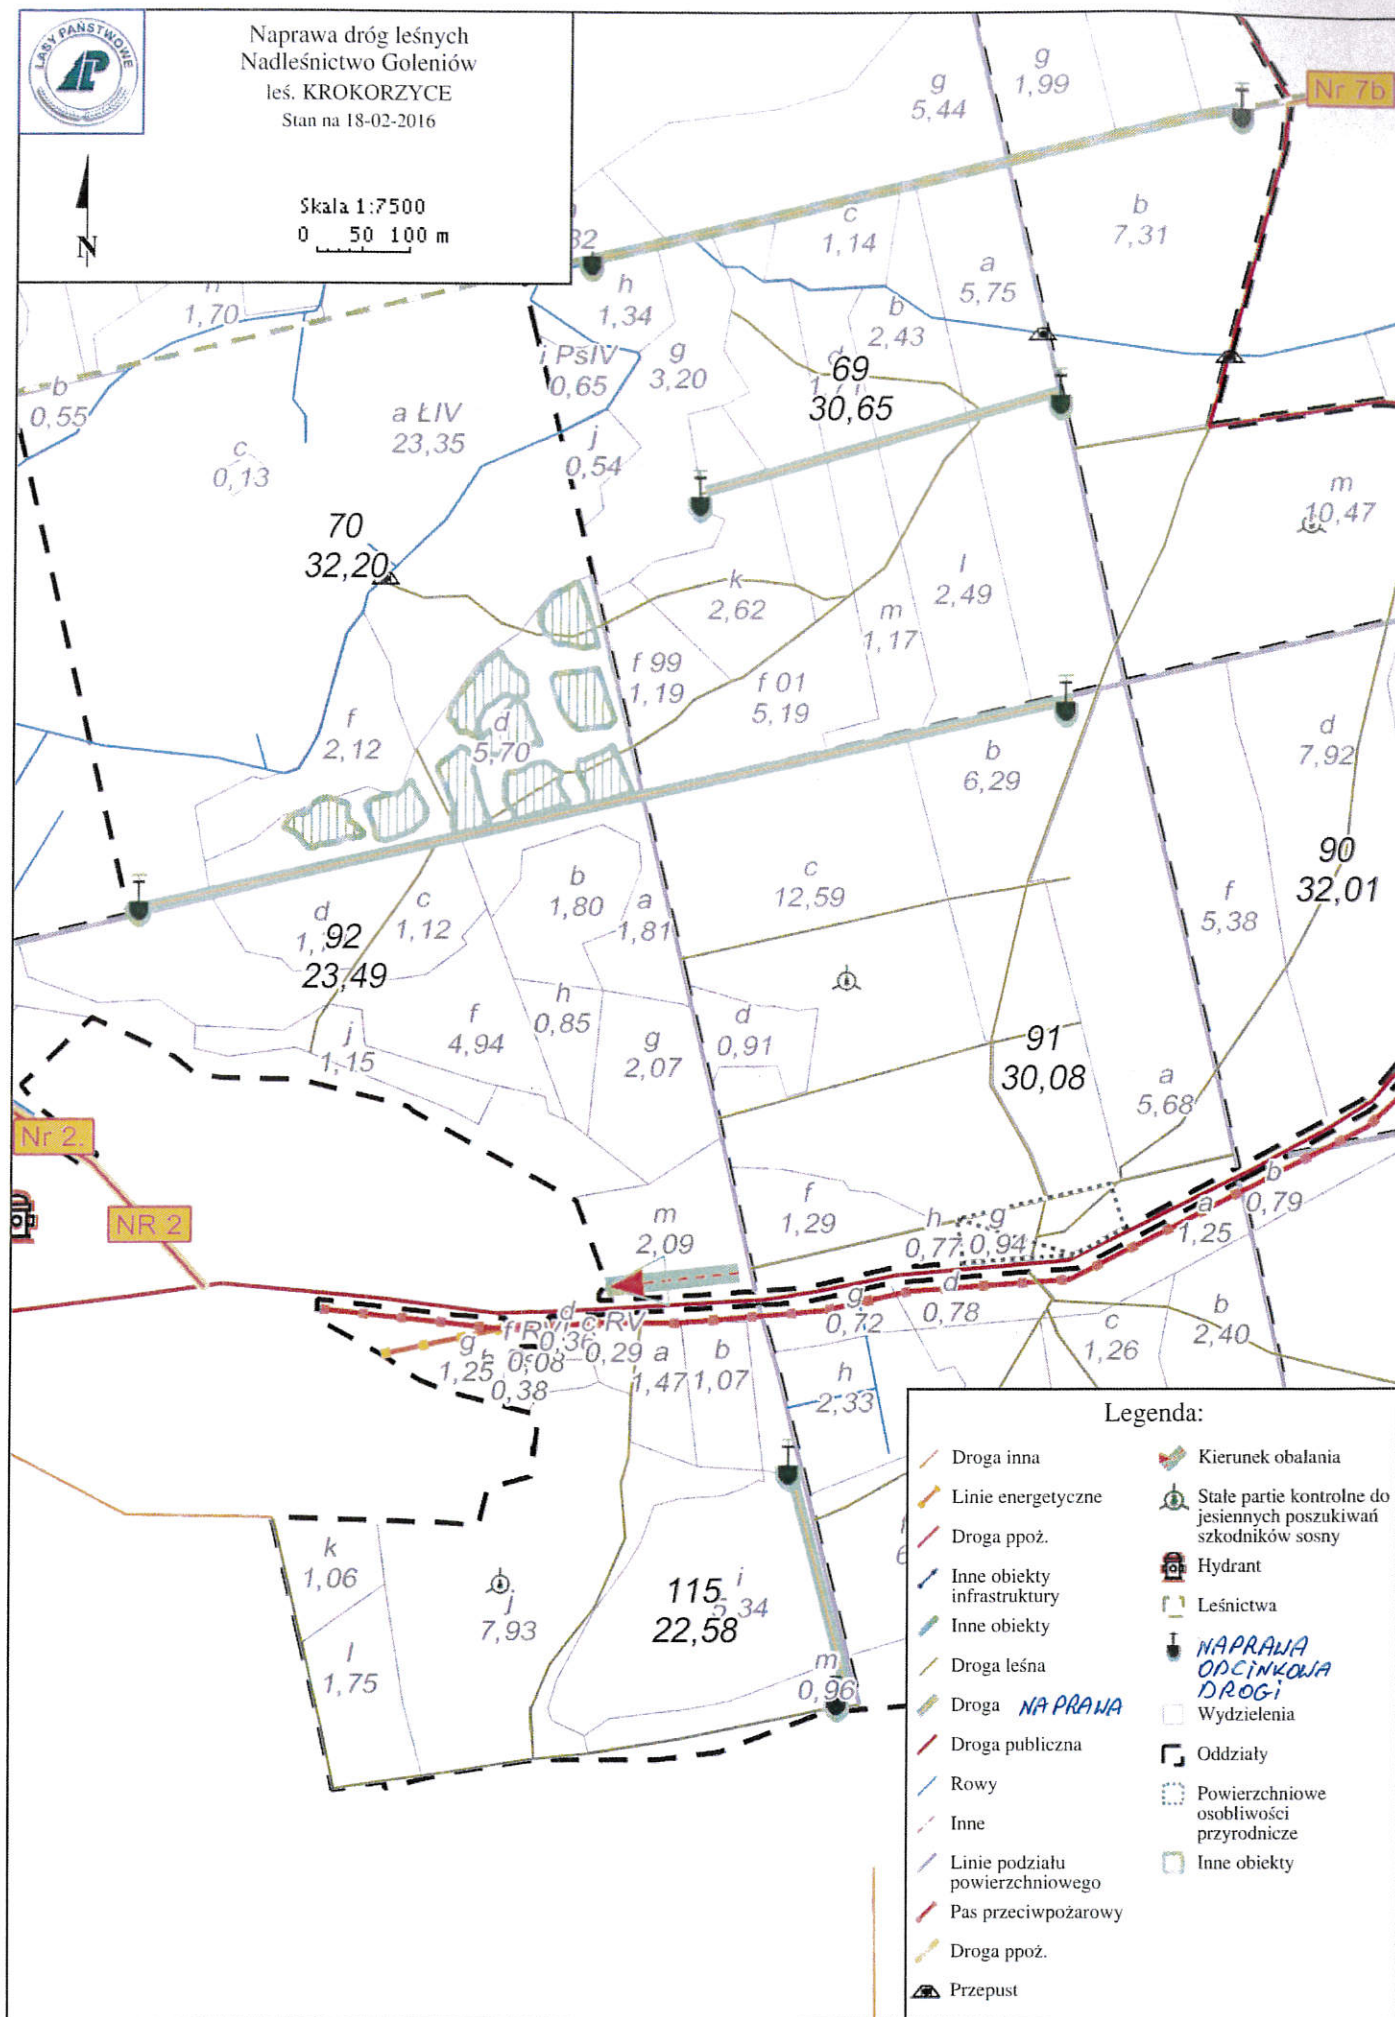 LASY PAŃSTWOWE
Naprawa dróg leśnych
Nadleśnictwo Goleniów
leś. KROKORZYCE
Stan na 18-02-2016
N
Skala 1:7500
0 50 100 m
Nr 7b
g
5,44
g
1,99
c
1,14
b
7,31
a
5,75
b
2,43
32
h
1,34
1,70
i PsIV
0,65
g
3,20
69
30,65
b
0,55
a ŁIV
23,35
c
0,13
j
0,54
m
10,47
70
32,20
k
2,62
l
2,49
m
1,17
f 99
1,19
f 01
5,19
f
2,12
d
5,70
b
6,29
d
7,92
90
32,01
c
12,59
f
5,38
b
1,80
a
1,81
c
1,12
d
92
23,49
h
0,85
f
4,94
j
1,15
g
2,07
d
0,91
91
30,08
a
5,68
Nr 2.
NR 2
m
2,09
f
1,29
h
0,77
g
0,94
a
1,25
b
0,79
d
0,78
g
0,72
b
2,40
c
1,26
d
0,36
f RV
c RV
0,29
g
1,25
0,08
0,38
a
1,47
b
1,07
h
2,33
k
1,06
j
7,93
115
22,58
i
5,34
l
1,75
m
0,96
Legenda:
Droga inna
Linie energetyczne
Droga ppoż.
Inne obiekty
infrastruktury
Inne obiekty
Droga leśna
Droga NAPRAWA
Droga publiczna
Rowy
Inne
Linie podziału
powierzchniowego
Pas przeciwpożarowy
Droga ppoż.
Przepust
Kierunek obalania
Stałe partie kontrolne do
jesiennych poszukiwań
szkodników sosny
Hydrant
Leśnictwa
NAPRAWA
ODCINKOWA
DROGI
Wydzielenia
Oddziały
Powierzchniowe
osobliwości
przyrodnicze
Inne obiekty